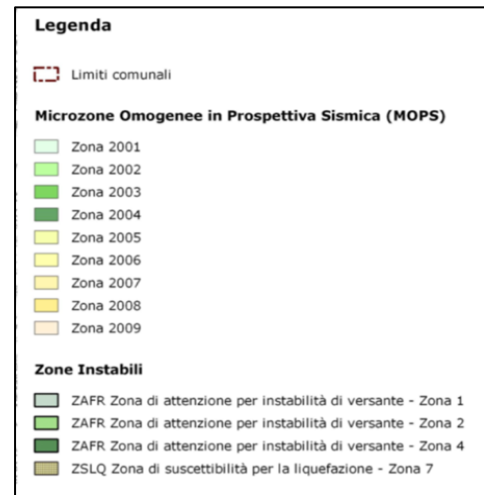 Legenda
Limiti comunali
Microzone Omogenee in Prospettiva Sismica (MOPS)
Zona 2001
Zona 2002
Zona 2003
Zona 2004
Zona 2005
Zona 2006
Zona 2007
Zona 2008
Zona 2009
Zone Instabili
ZAFR Zona di attenzione per instabilità di versante - Zona 1
ZAFR Zona di attenzione per instabilità di versante - Zona 2
ZAFR Zona di attenzione per instabilità di versante - Zona 4
ZSLQ Zona di suscettibilità per la liquefazione - Zona 7